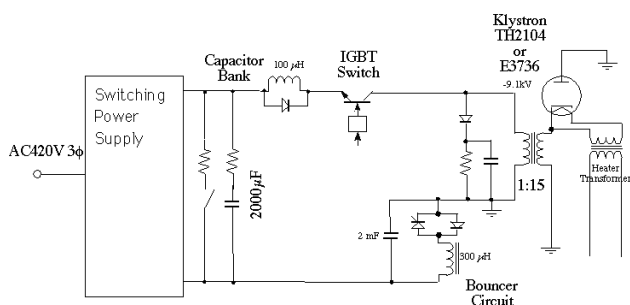 Klystron
TH2104
or
E3736
-9.1kV
Capacitor
Bank
100 μH
IGBT
Switch
Switching
Power
Supply
AC420V 3ϕ
2000μF
1:15
Heater
Transformer
2 mF
300 μH
Bouncer
Circuit